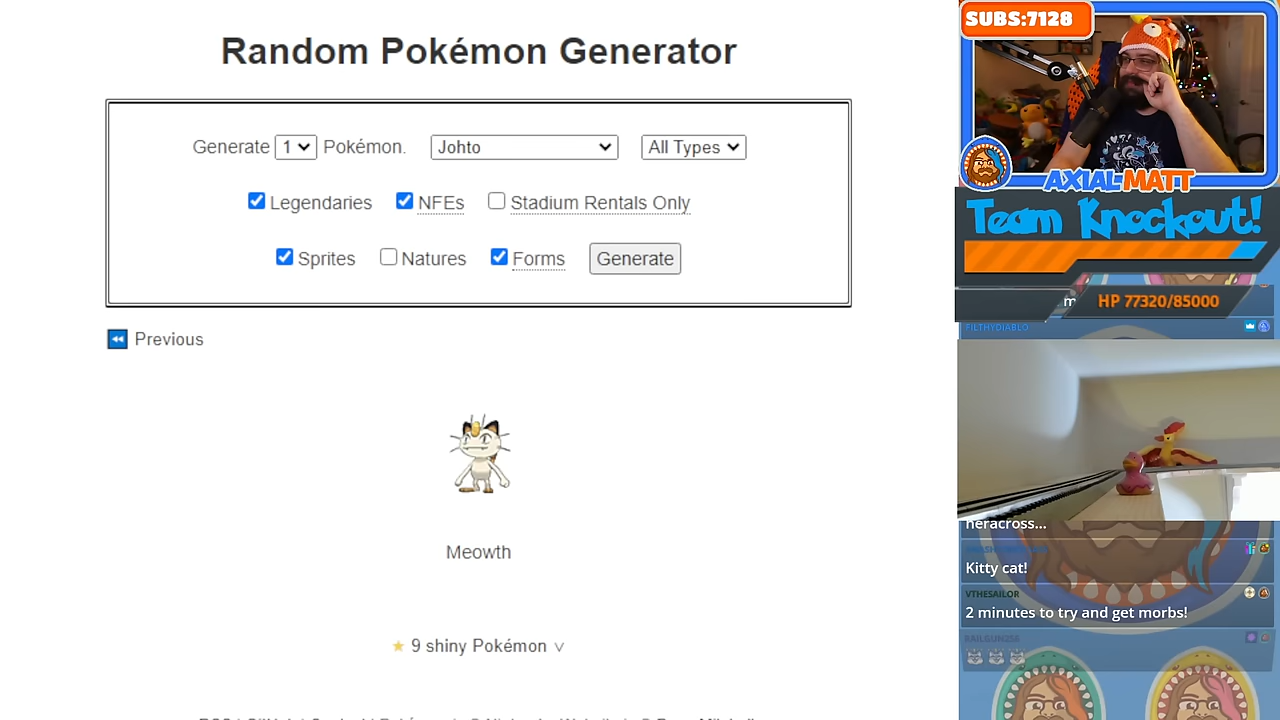 Random Pokémon Generator
Generate 1 Pokémon. Johto All Types
Legendaries NFEs Stadium Rentals Only
Sprites Natures Forms Generate
Previous
Meowth
9 shiny Pokémon
SUBS:7128
AXIALMATT
Team Knockout!
HP 77320/85000
FILTHYDIABLO
heracross...
Kitty cat!
VTHESAILOR
2 minutes to try and get morbs!
RAILGUN256